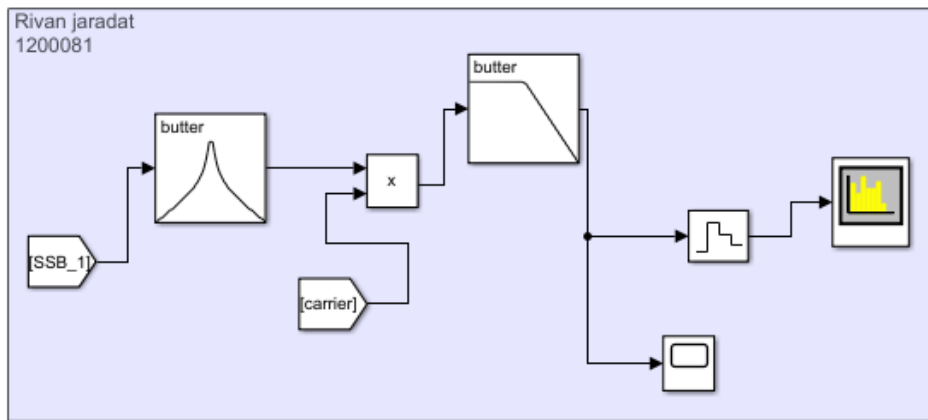 Rivan jaradat
1200081
butter
butter
x
[SSB_1]
[carrier]